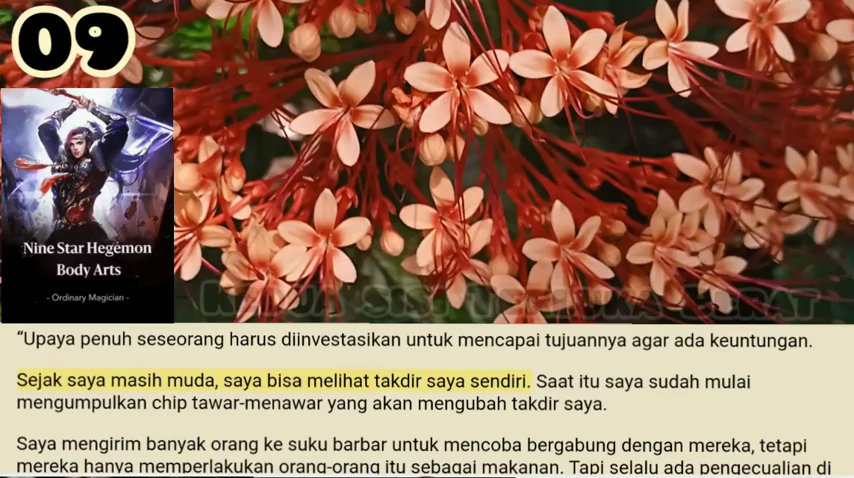 09
Nine Star Hegemon
Body Arts
- Ordinary Magician -
“Upaya penuh seseorang harus diinvestasikan untuk mencapai tujuannya agar ada keuntungan.
Sejak saya masih muda, saya bisa melihat takdir saya sendiri. Saat itu saya sudah mulai
mengumpulkan chip tawar-menawar yang akan mengubah takdir saya.
Saya mengirim banyak orang ke suku barbar untuk mencoba bergabung dengan mereka, tetapi
mereka hanya memperlakukan orang-orang itu sebagai makanan. Tapi selalu ada pengecualian di